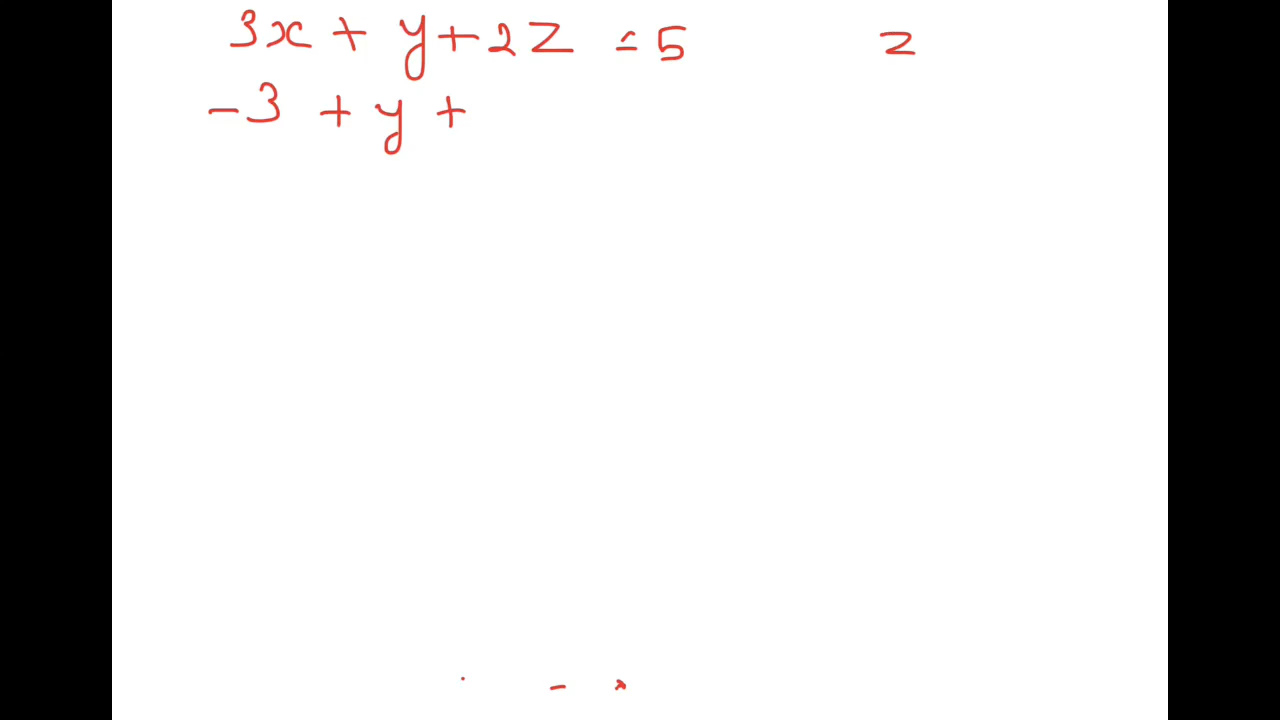 3x + y + 2z = 5 z
-3 + y +